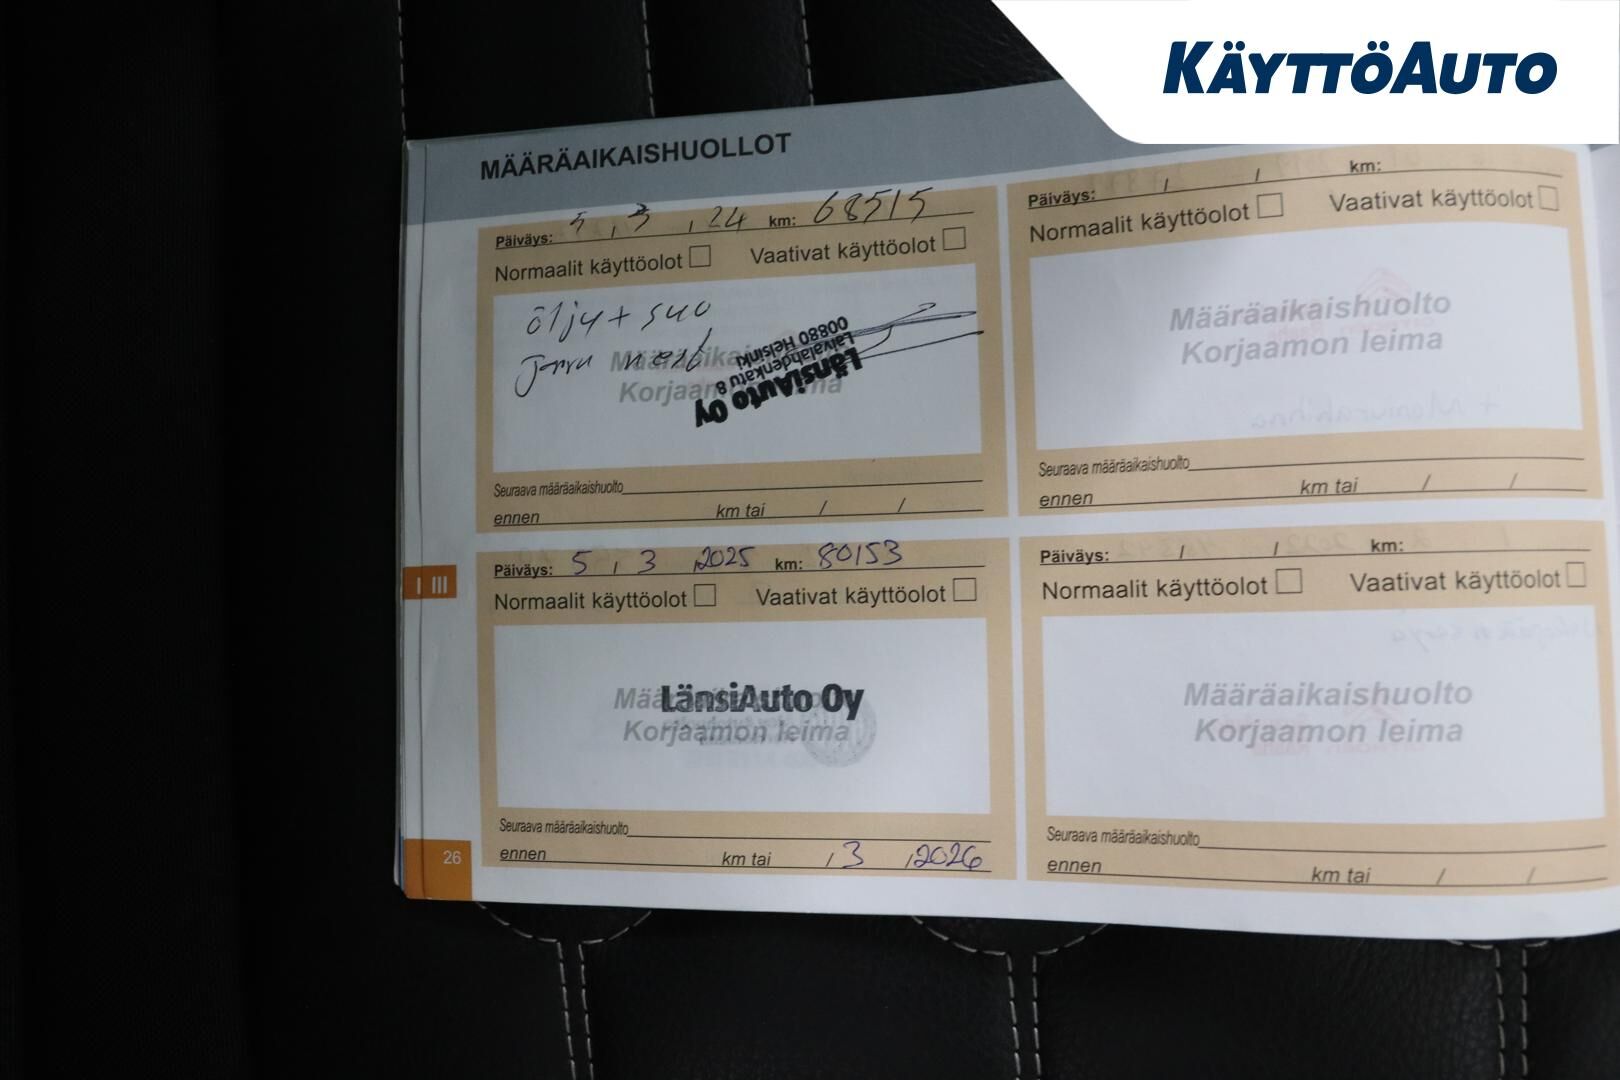 KÄYTTÖAUTO
MÄÄRÄAIKAISHUOLLOT
Päiväys: 5 , 3 , 24 km: 68515
Normaalit käyttöolot Vaativat käyttöolot
öljy + suo
Jarru nest
Määräaikaishuolto
Korjaamon leima
LänsiAuto Oy
Laivalahdenkatu 8
00880 Helsinki
Seuraava määräaikaishuolto
ennen km tai / /
Päiväys: 5 , 3 , 2025 km: 80153
Normaalit käyttöolot Vaativat käyttöolot
Määräaikaishuolto
LänsiAuto Oy
Korjaamon leima
Seuraava määräaikaishuolto
ennen km tai / 3 / 2026
I III
26
Päiväys: / / km:
Normaalit käyttöolot Vaativat käyttöolot
Määräaikaishuolto
Korjaamon leima
Seuraava määräaikaishuolto
ennen km tai / /
Päiväys: / / km:
Normaalit käyttöolot Vaativat käyttöolot
Määräaikaishuolto
Korjaamon leima
Seuraava määräaikaishuolto
ennen km tai / /